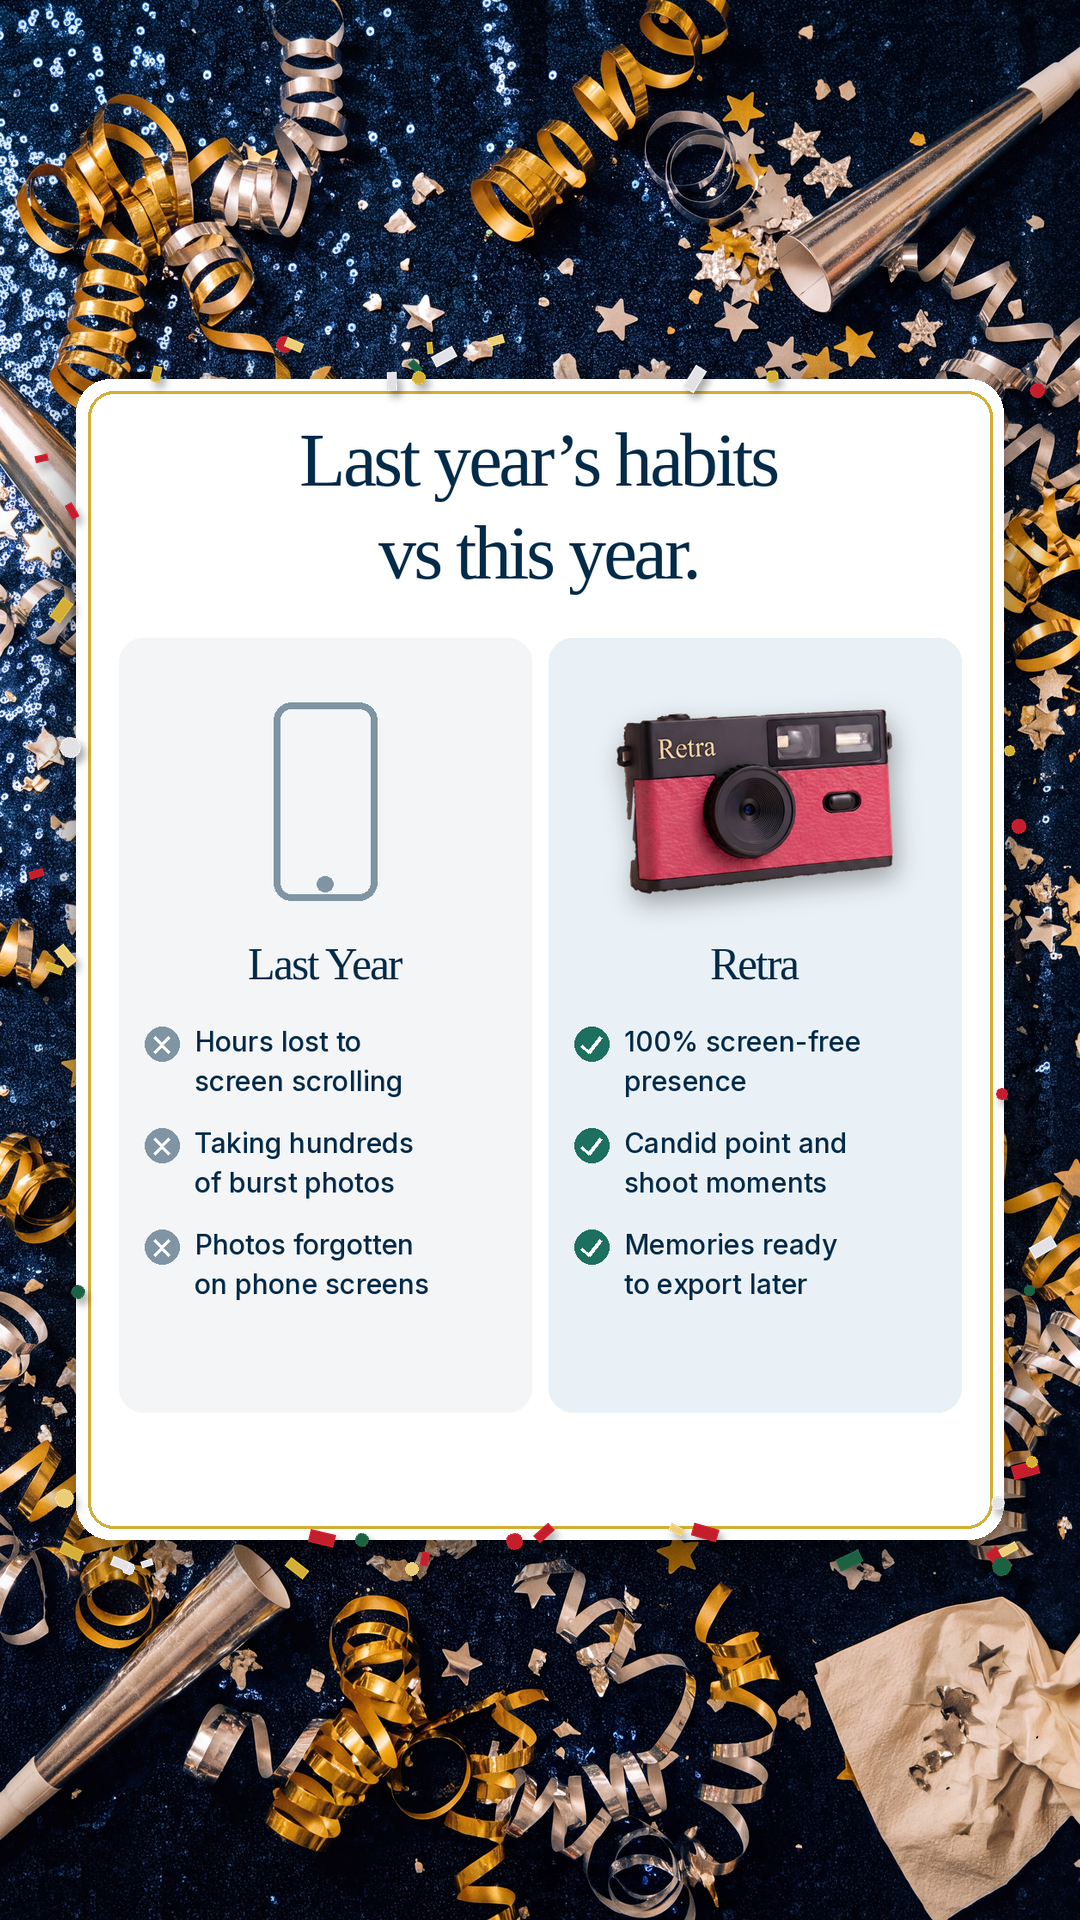 Last year’s habits
vs this year.
Retra
Last Year
Hours lost to
screen scrolling
Taking hundreds
of burst photos
Photos forgotten
on phone screens
Retra
100% screen-free
presence
Candid point and
shoot moments
Memories ready
to export later